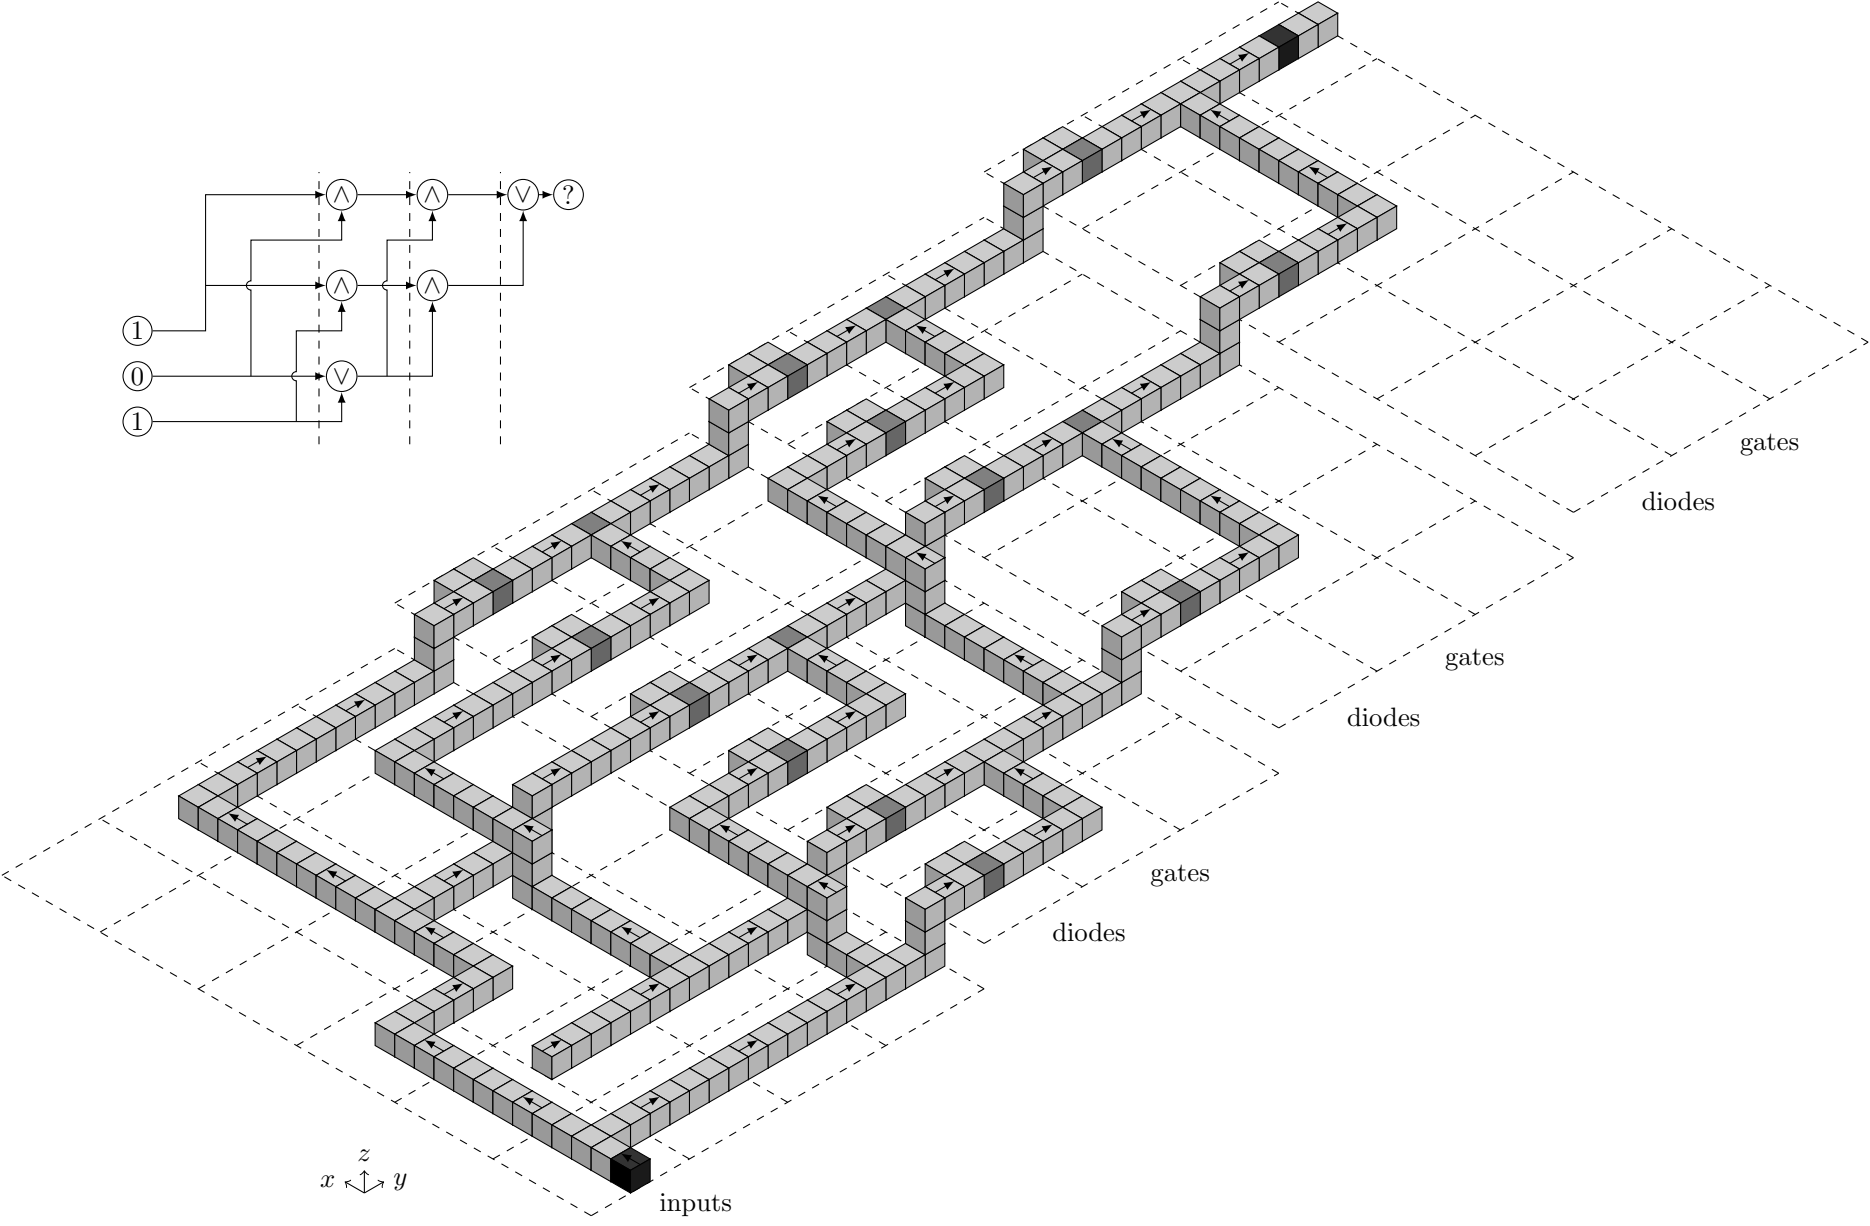 ∧ ∧ ∨ ?
∧ ∧
1
0 ∨
1
gates
diodes
gates
diodes
gates
diodes
z
x y
inputs